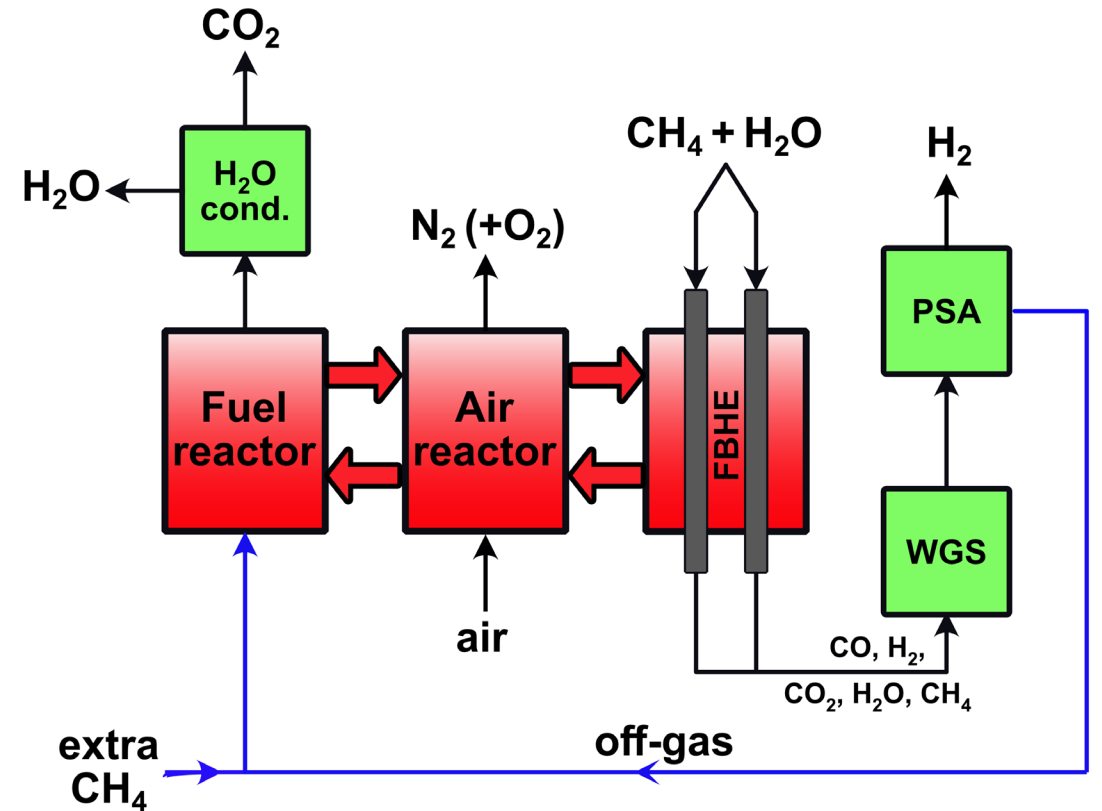 CO₂
H₂O
H₂O
cond.
CH₄ + H₂O
H₂
N₂ (+O₂)
PSA
Fuel
reactor
Air
reactor
FBHE
WGS
air
CO, H₂,
CO₂, H₂O, CH₄
extra
CH₄
off-gas